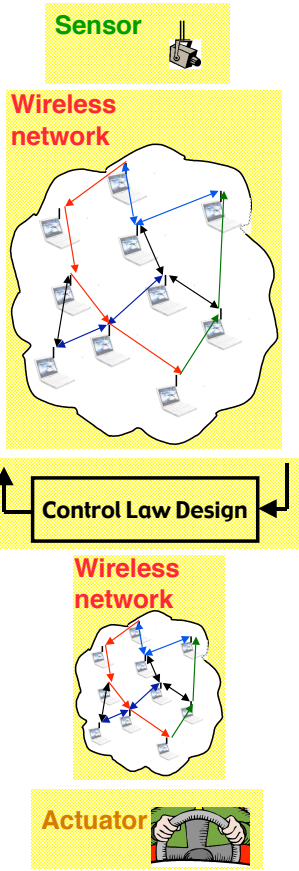 Sensor
Wireless
network
Control Law Design
Wireless
network
Actuator